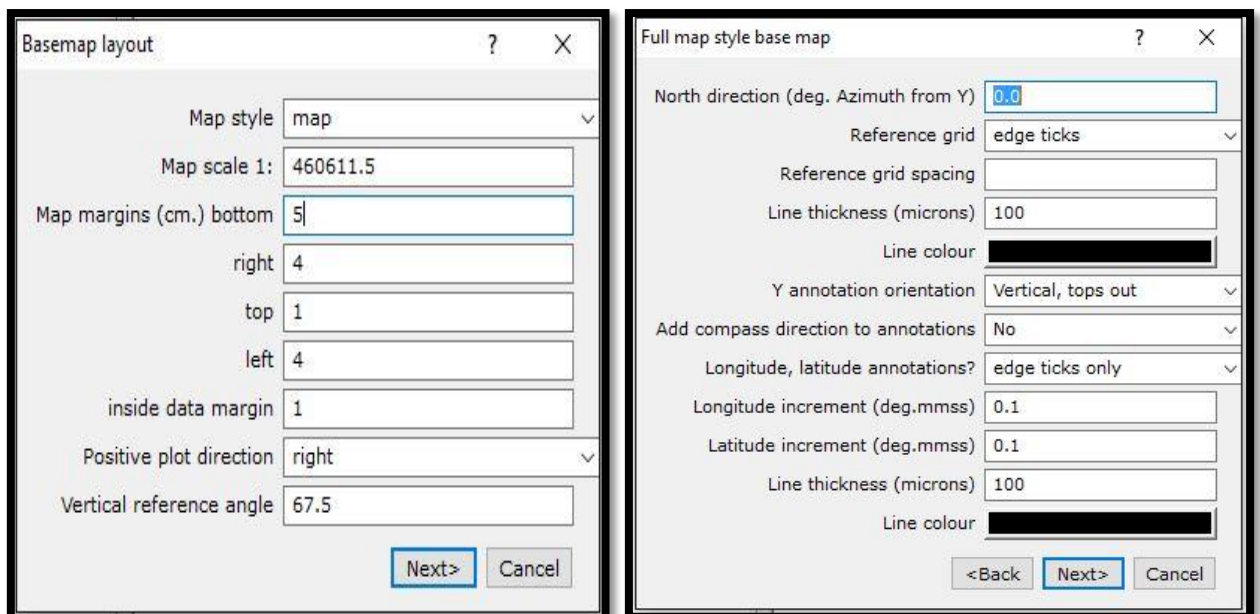 Basemap layout ? X
Map style map
Map scale 1: 460611.5
Map margins (cm.) bottom 5
right 4
top 1
left 4
inside data margin 1
Positive plot direction right
Vertical reference angle 67.5
Next> Cancel
Full map style base map ? X
North direction (deg. Azimuth from Y) 0.0
Reference grid edge ticks
Reference grid spacing
Line thickness (microns) 100
Line colour
Y annotation orientation Vertical, tops out
Add compass direction to annotations No
Longitude, latitude annotations? edge ticks only
Longitude increment (deg.mmss) 0.1
Latitude increment (deg.mmss) 0.1
Line thickness (microns) 100
Line colour
<Back Next> Cancel